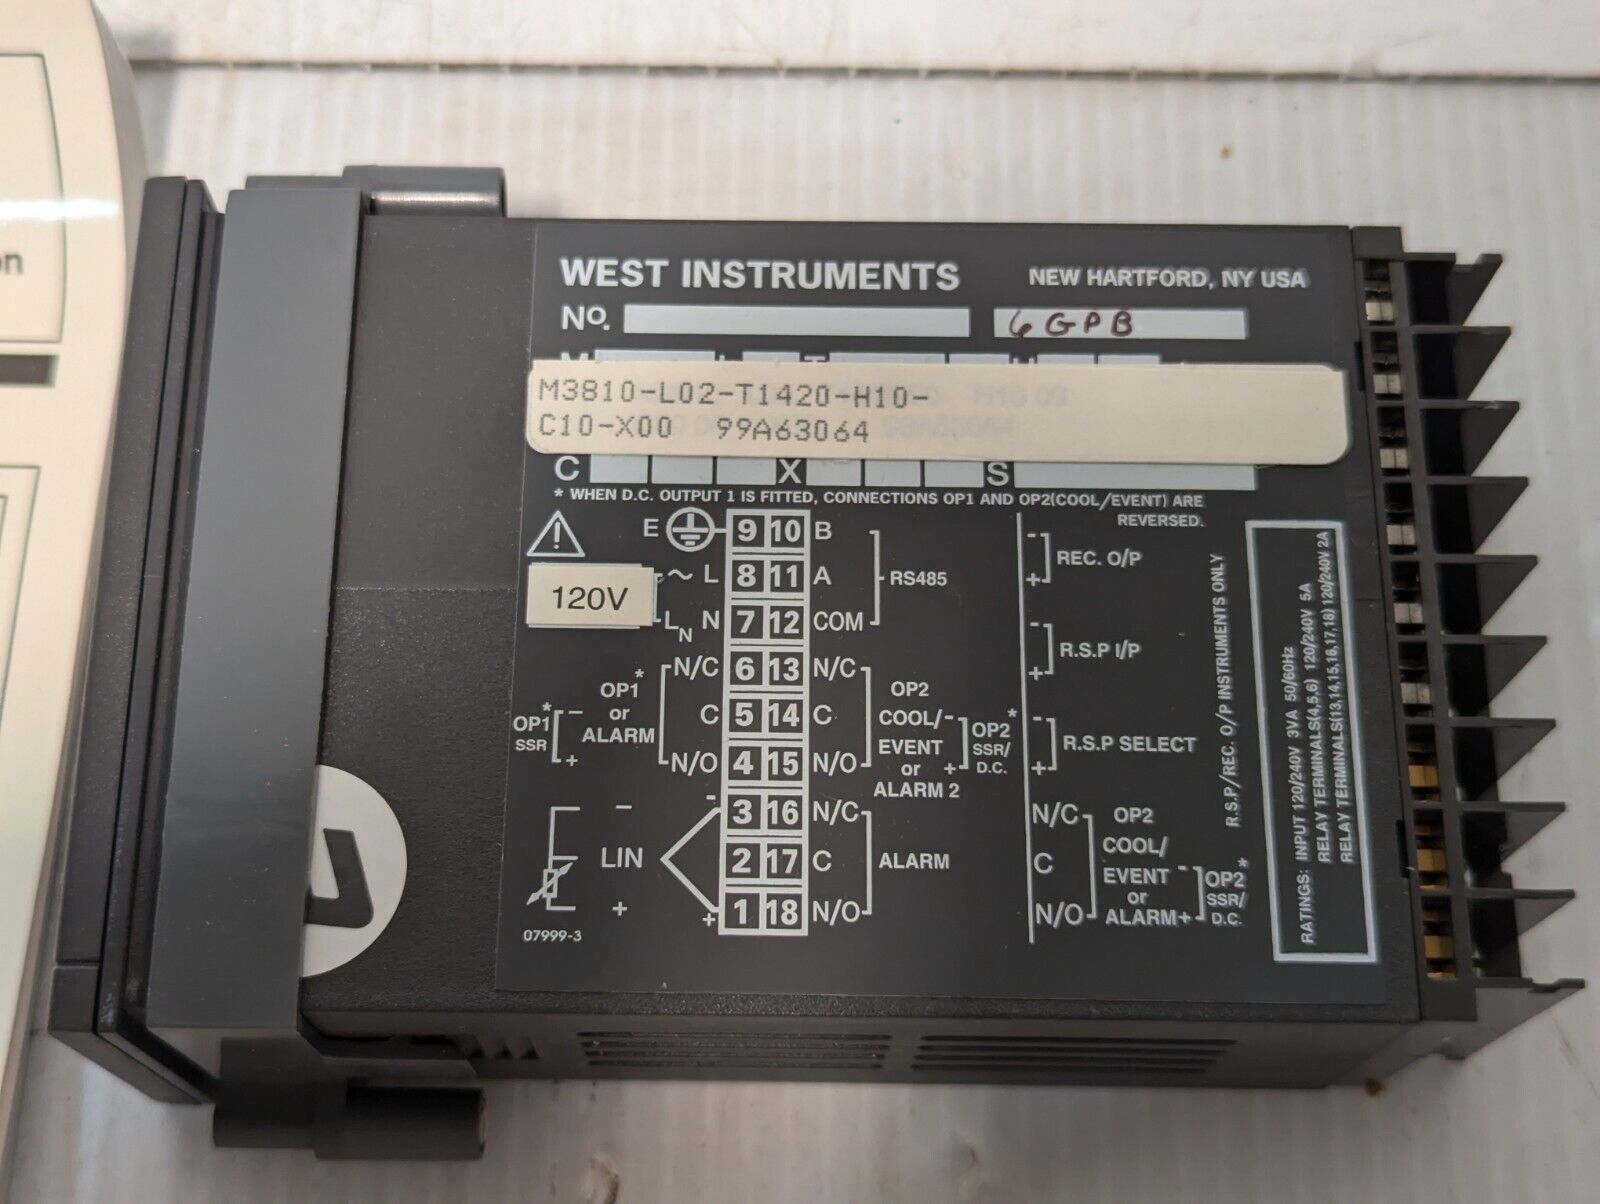 on
WEST INSTRUMENTS NEW HARTFORD, NY USA
No. 6 GPB
M3810-L02-T1420-H10-
C10-X00 99A63064
C X S
* WHEN D.C. OUTPUT 1 IS FITTED, CONNECTIONS OP1 AND OP2(COOL/EVENT) ARE
REVERSED.
E 9 10 B
120V
~ L 8 11 A RS485
LN N 7 12 COM
N/C 6 13 N/C
OP1* or ALARM
C 5 14 C
N/O 4 15 N/O
OP1* SSR - +
OP2 COOL/ EVENT or ALARM 2
- + OP2* SSR/ D.C.
- 3 16 N/C
LIN 2 17 C ALARM
+ 1 18 N/O
- LIN +
07999-3
- + REC. O/P
- + R.S.P I/P
- + R.S.P SELECT
N/C OP2
C COOL/ EVENT or ALARM
N/O
- + OP2* SSR/ D.C.
R.S.P/REC. O/P INSTRUMENTS ONLY
RATINGS: INPUT 120/240V 3VA 50/60Hz
RELAY TERMINALS(4,5,6) 120/240V 5A
RELAY TERMINALS(13,14,15,16,17,18) 120/240V 2A